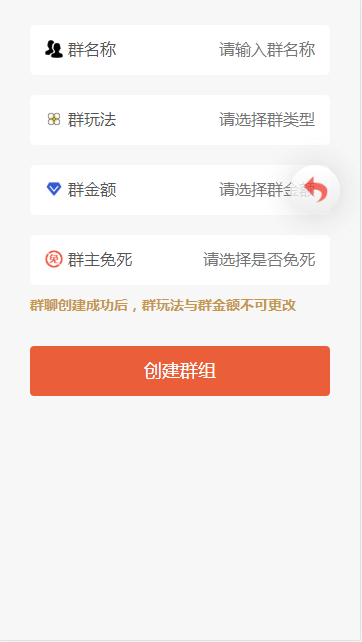 群名称 请输入群名称
群玩法 请选择群类型
群金额 请选择群金额
免 群主免死 请选择是否免死
群聊创建成功后，群玩法与群金额不可更改
创建群组